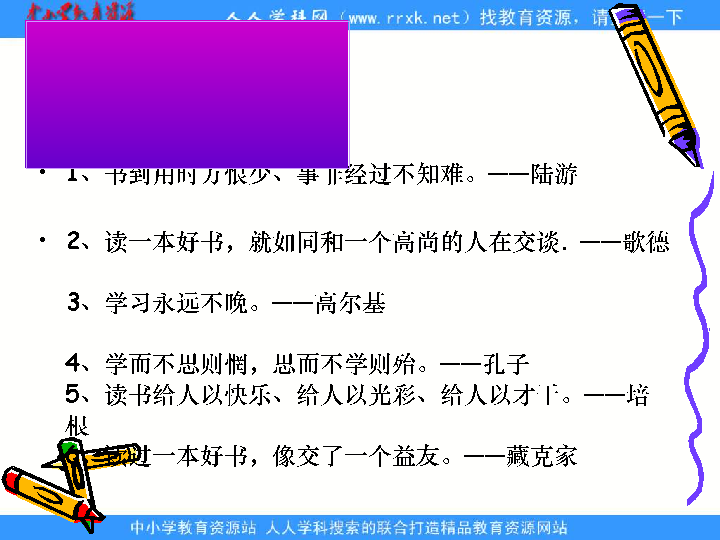 人人学科网（www.rrxk.net）找教育资源，请 一下
1、书到用时方恨少、事非经过不知难。——陆游
2、读一本好书，就如同和一个高尚的人在交谈. ——歌德
3、学习永远不晚。——高尔基
4、学而不思则惘，思而不学则殆。——孔子
5、读书给人以快乐、给人以光彩、给人以才干。——培
根
读过一本好书，像交了一个益友。——藏克家
中小学教育资源站 人人学科搜索的联合打造精品教育资源网站